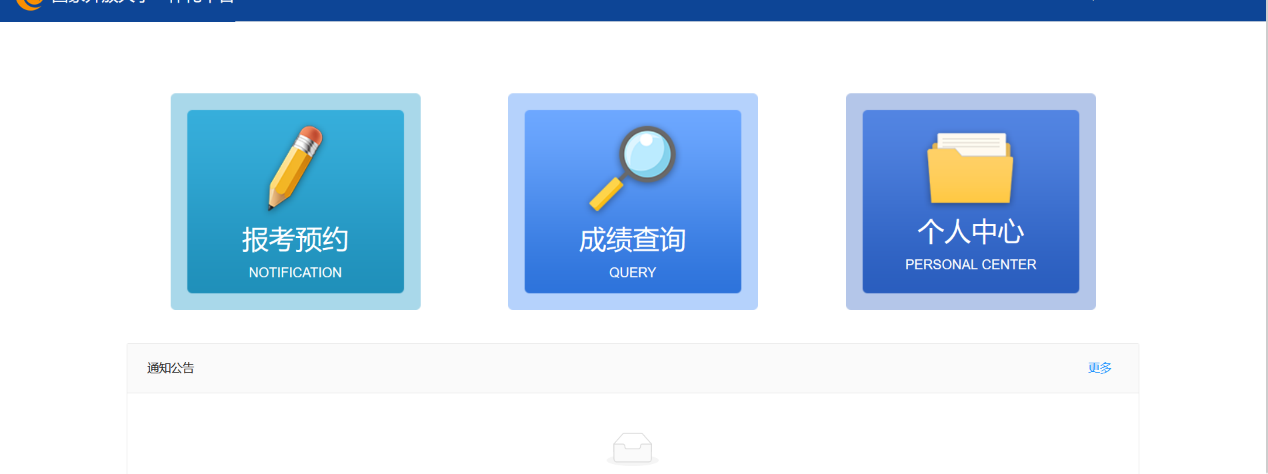 报考预约
NOTIFICATION
成绩查询
QUERY
个人中心
PERSONAL CENTER
通知公告
更多